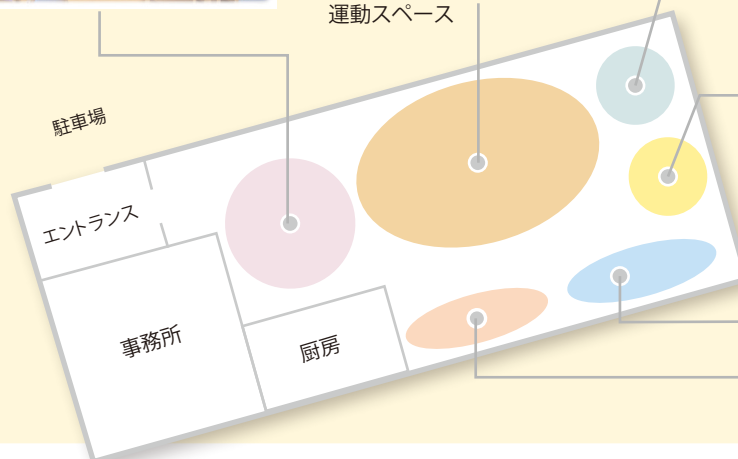 運動スペース
駐車場
エントランス
事務所
厨房